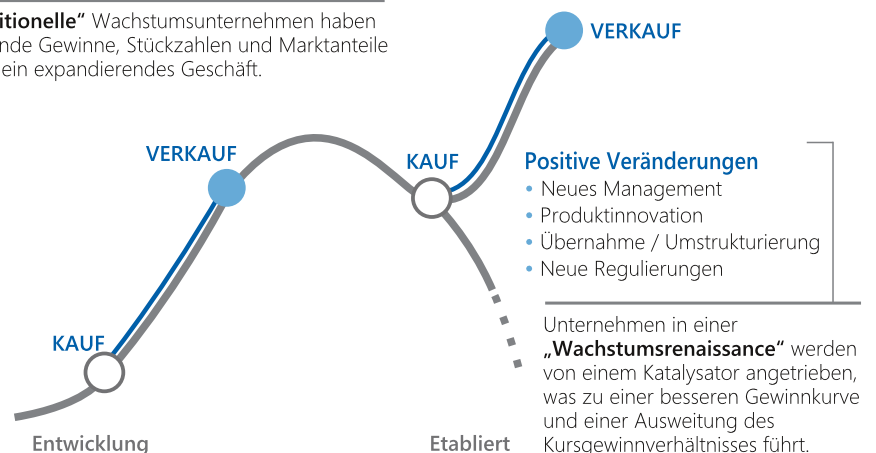 itionelle“ Wachstumsunternehmen haben
nde Gewinne, Stückzahlen und Marktanteile
ein expandierendes Geschäft.
VERKAUF
VERKAUF
KAUF
Positive Veränderungen
• Neues Management
• Produktinnovation
• Übernahme / Umstrukturierung
• Neue Regulierungen
KAUF
Unternehmen in einer
„Wachstumsrenaissance“ werden
von einem Katalysator angetrieben,
was zu einer besseren Gewinnkurve
und einer Ausweitung des
Kursgewinnverhältnisses führt.
Entwicklung
Etabliert